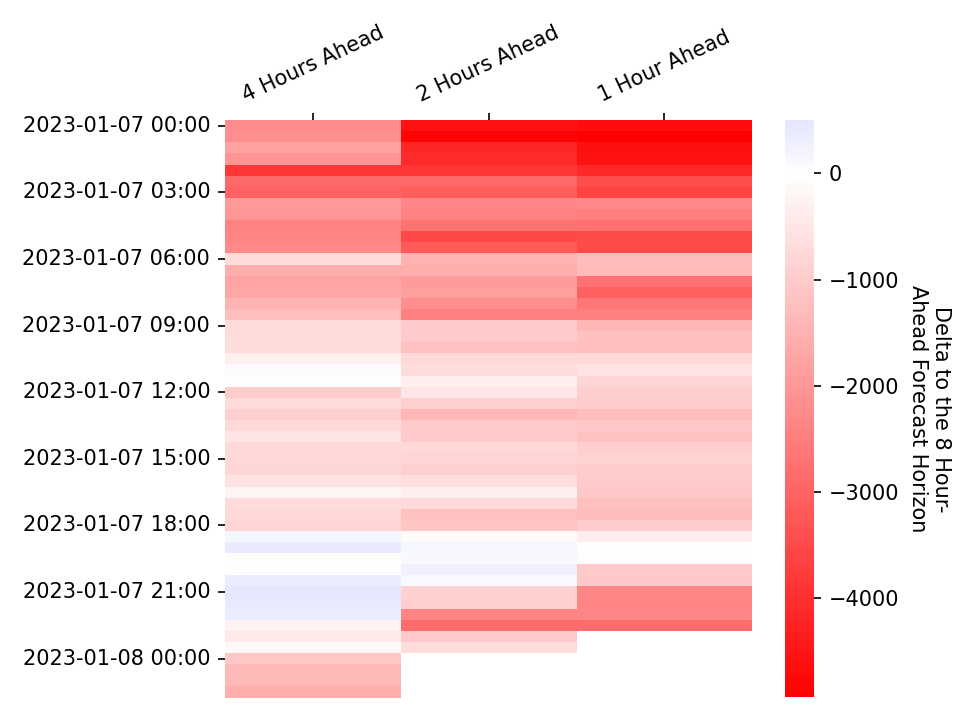 4 Hours Ahead
2 Hours Ahead
1 Hour Ahead
2023-01-07 00:00
2023-01-07 03:00
2023-01-07 06:00
2023-01-07 09:00
2023-01-07 12:00
2023-01-07 15:00
2023-01-07 18:00
2023-01-07 21:00
2023-01-08 00:00
0
−1000
−2000
−3000
−4000
Delta to the 8 Hour-
Ahead Forecast Horizon